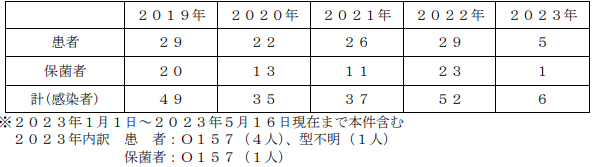 ２０１９年 ２０２０年 ２０２１年 ２０２２年 ２０２３年
患者 ２９ ２２ ２６ ２９ ５
保菌者 ２０ １３ １１ ２３ １
計(感染者) ４９ ３５ ３７ ５２ ６
※２０２３年１月１日～２０２３年５月１６日現在まで本件含む
２０２３年内訳 患　者：Ｏ１５７（４人）、型不明（１人）
保菌者：Ｏ１５７（１人）